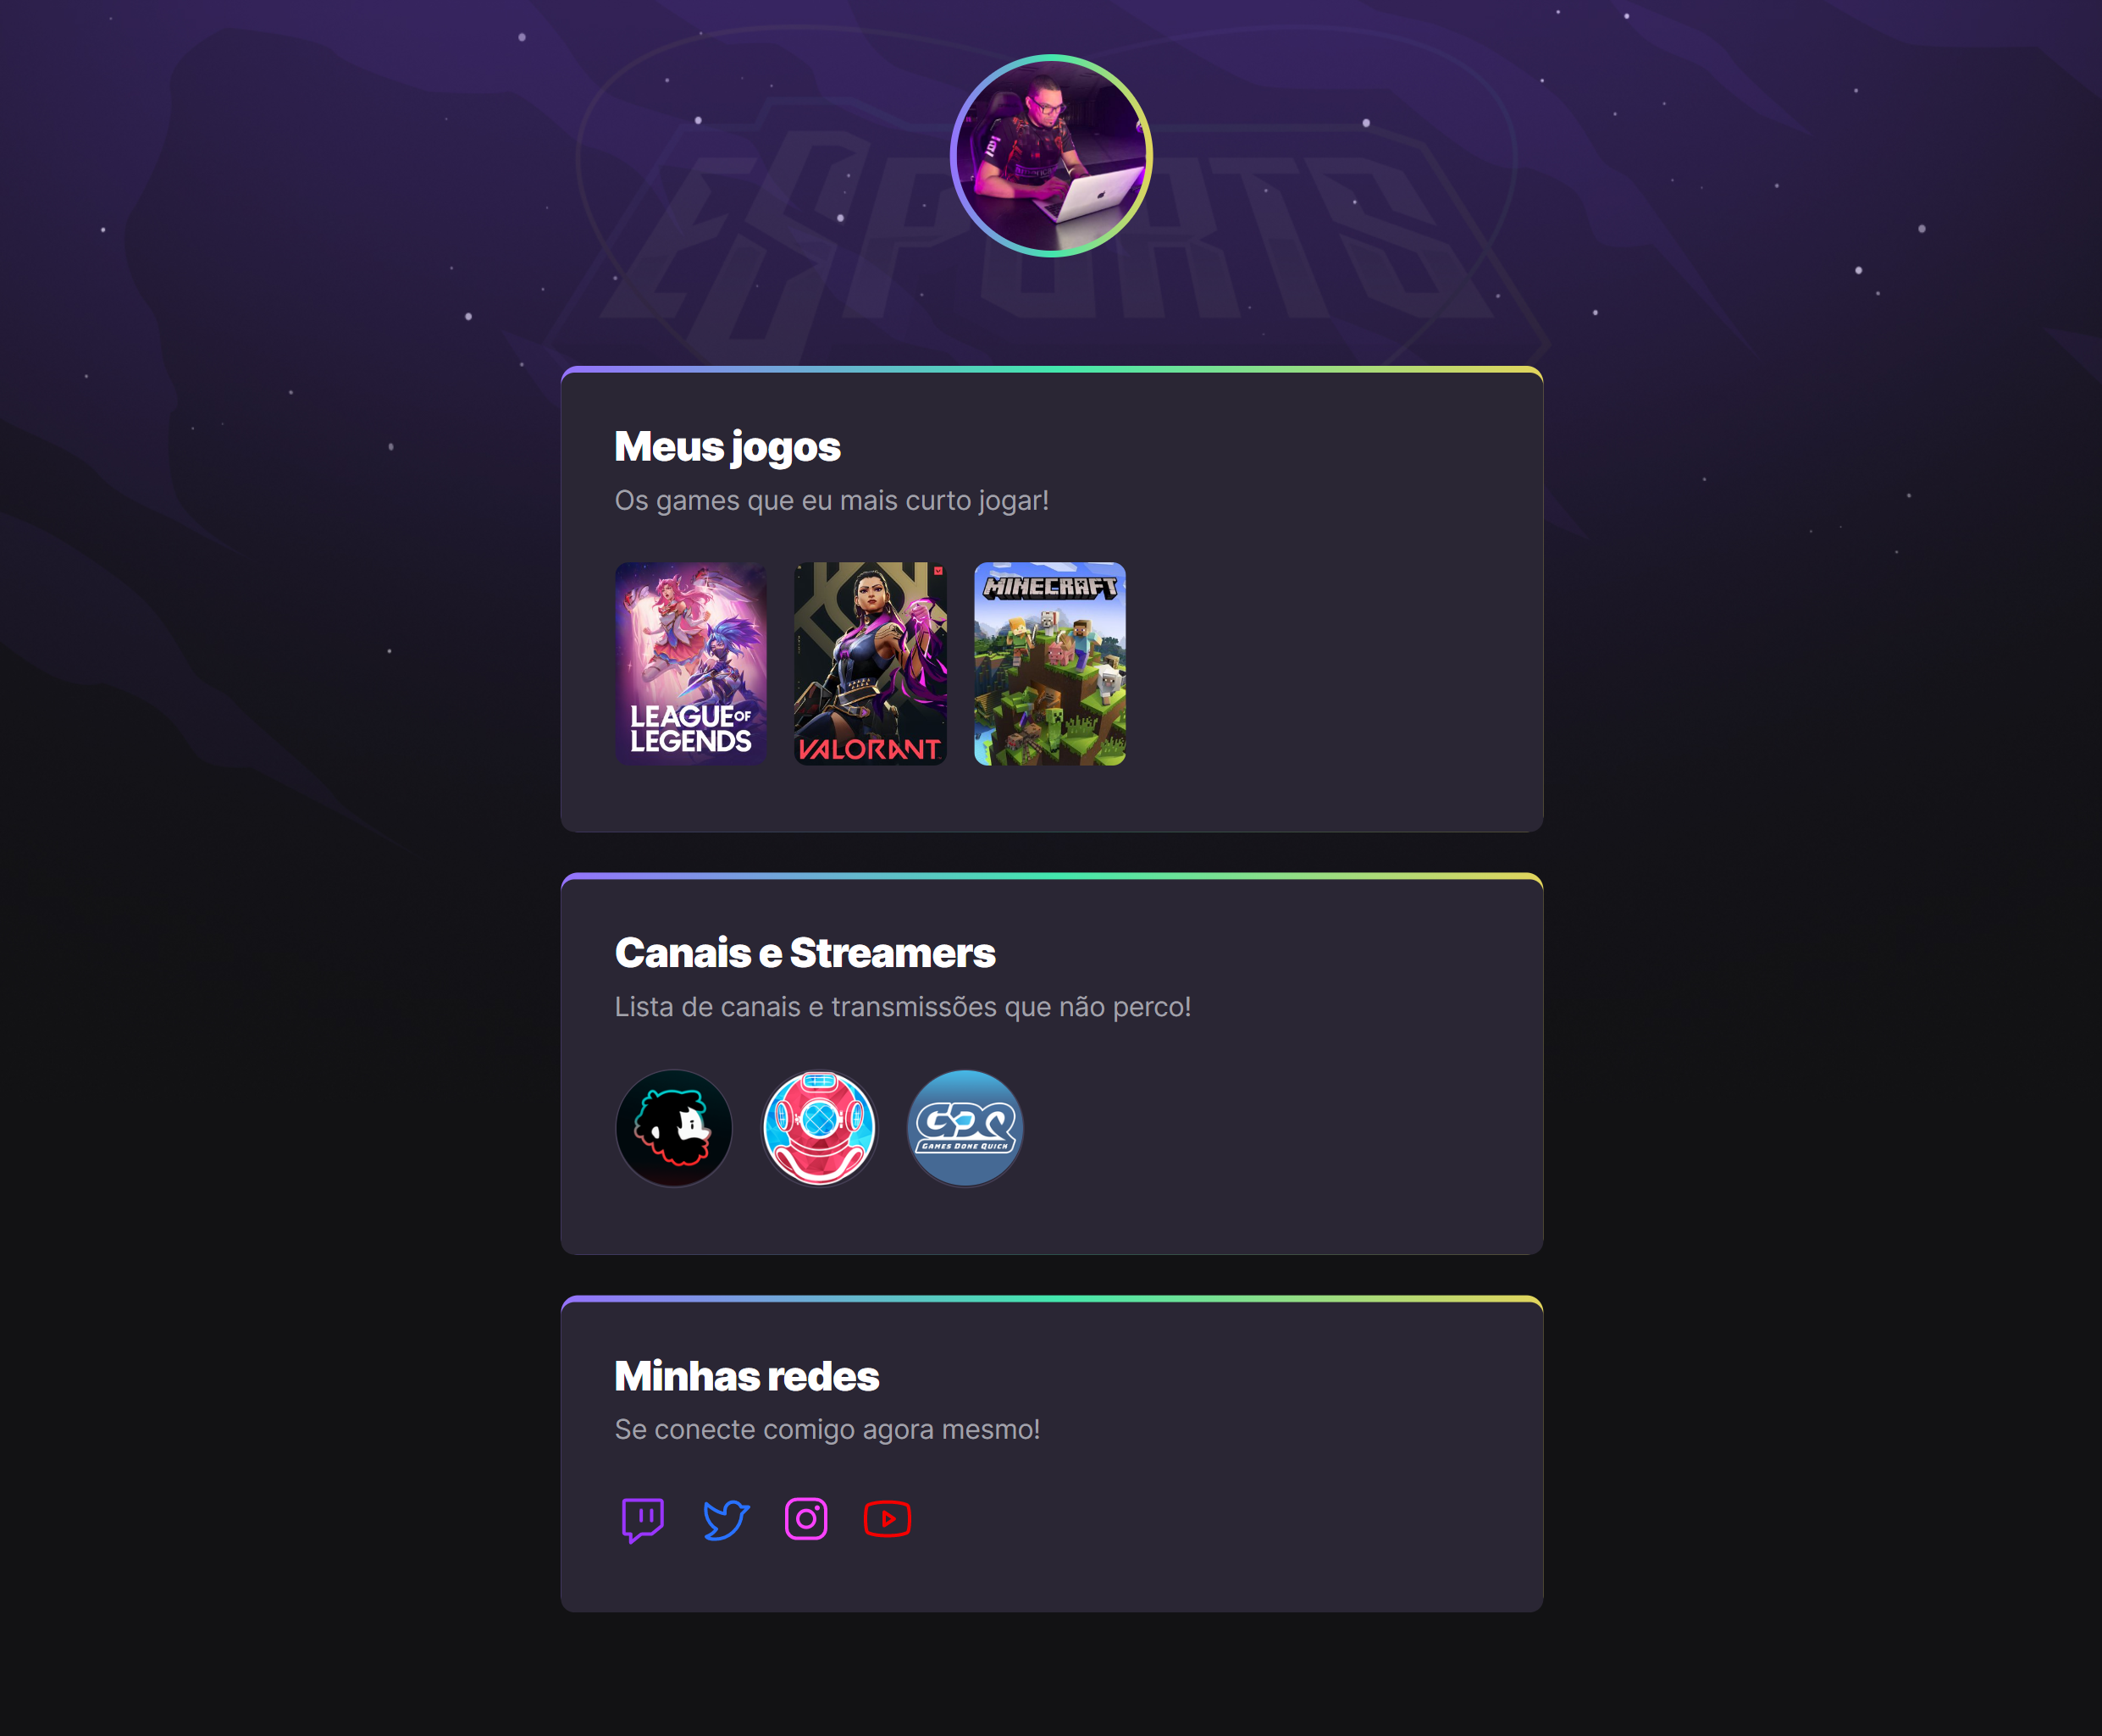 ESPORTS
Meus jogos
Os games que eu mais curto jogar!
LEAGUE OF
LEGENDS
VALORANT
MINECRAFT
Canais e Streamers
Lista de canais e transmissões que não perco!
GDQ
GAMES DONE QUICK
Minhas redes
Se conecte comigo agora mesmo!